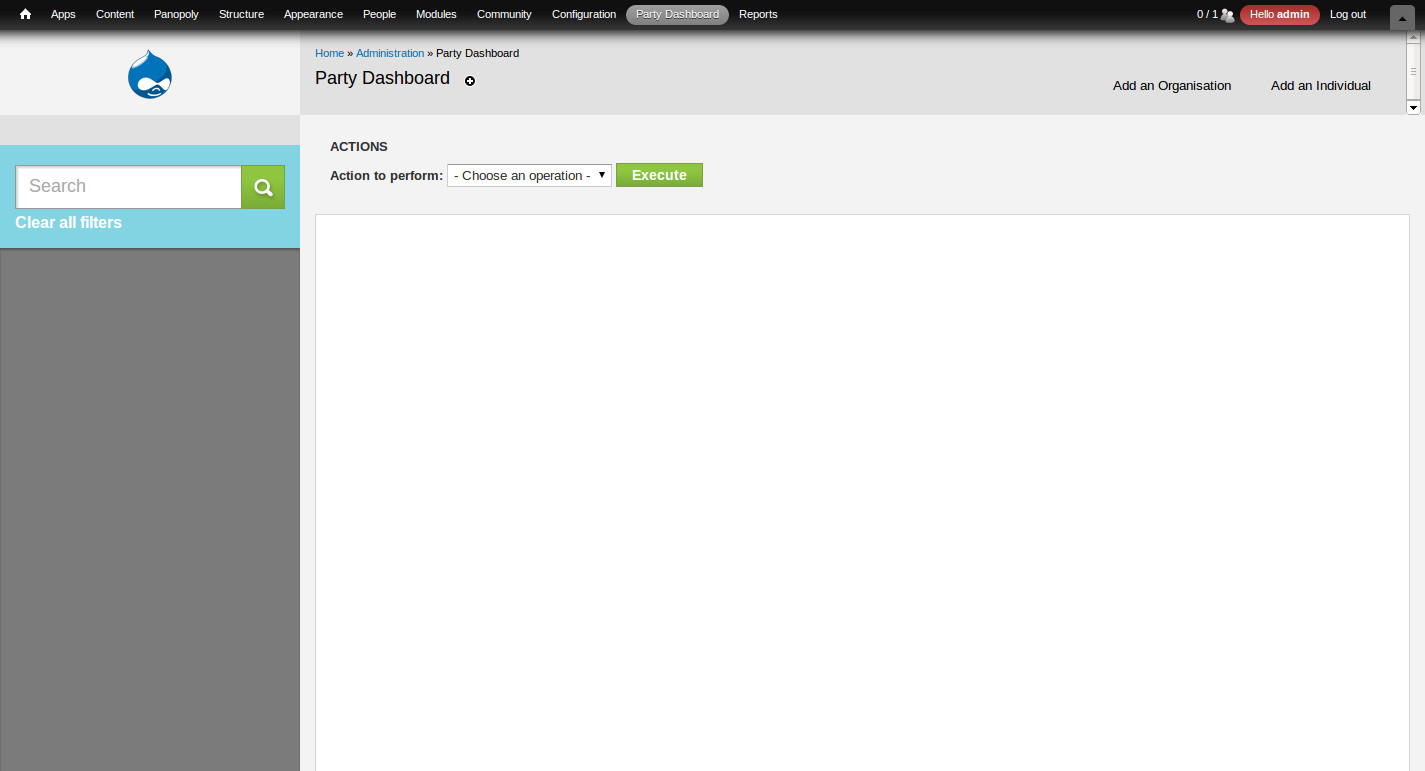 Apps Content Panopoly Structure Appearance People Modules Community Configuration Party Dashboard Reports 0 / 1 Hello admin Log out
Home » Administration » Party Dashboard
Party Dashboard
Add an Organisation Add an Individual
ACTIONS
Action to perform: - Choose an operation - Execute
Search
Clear all filters